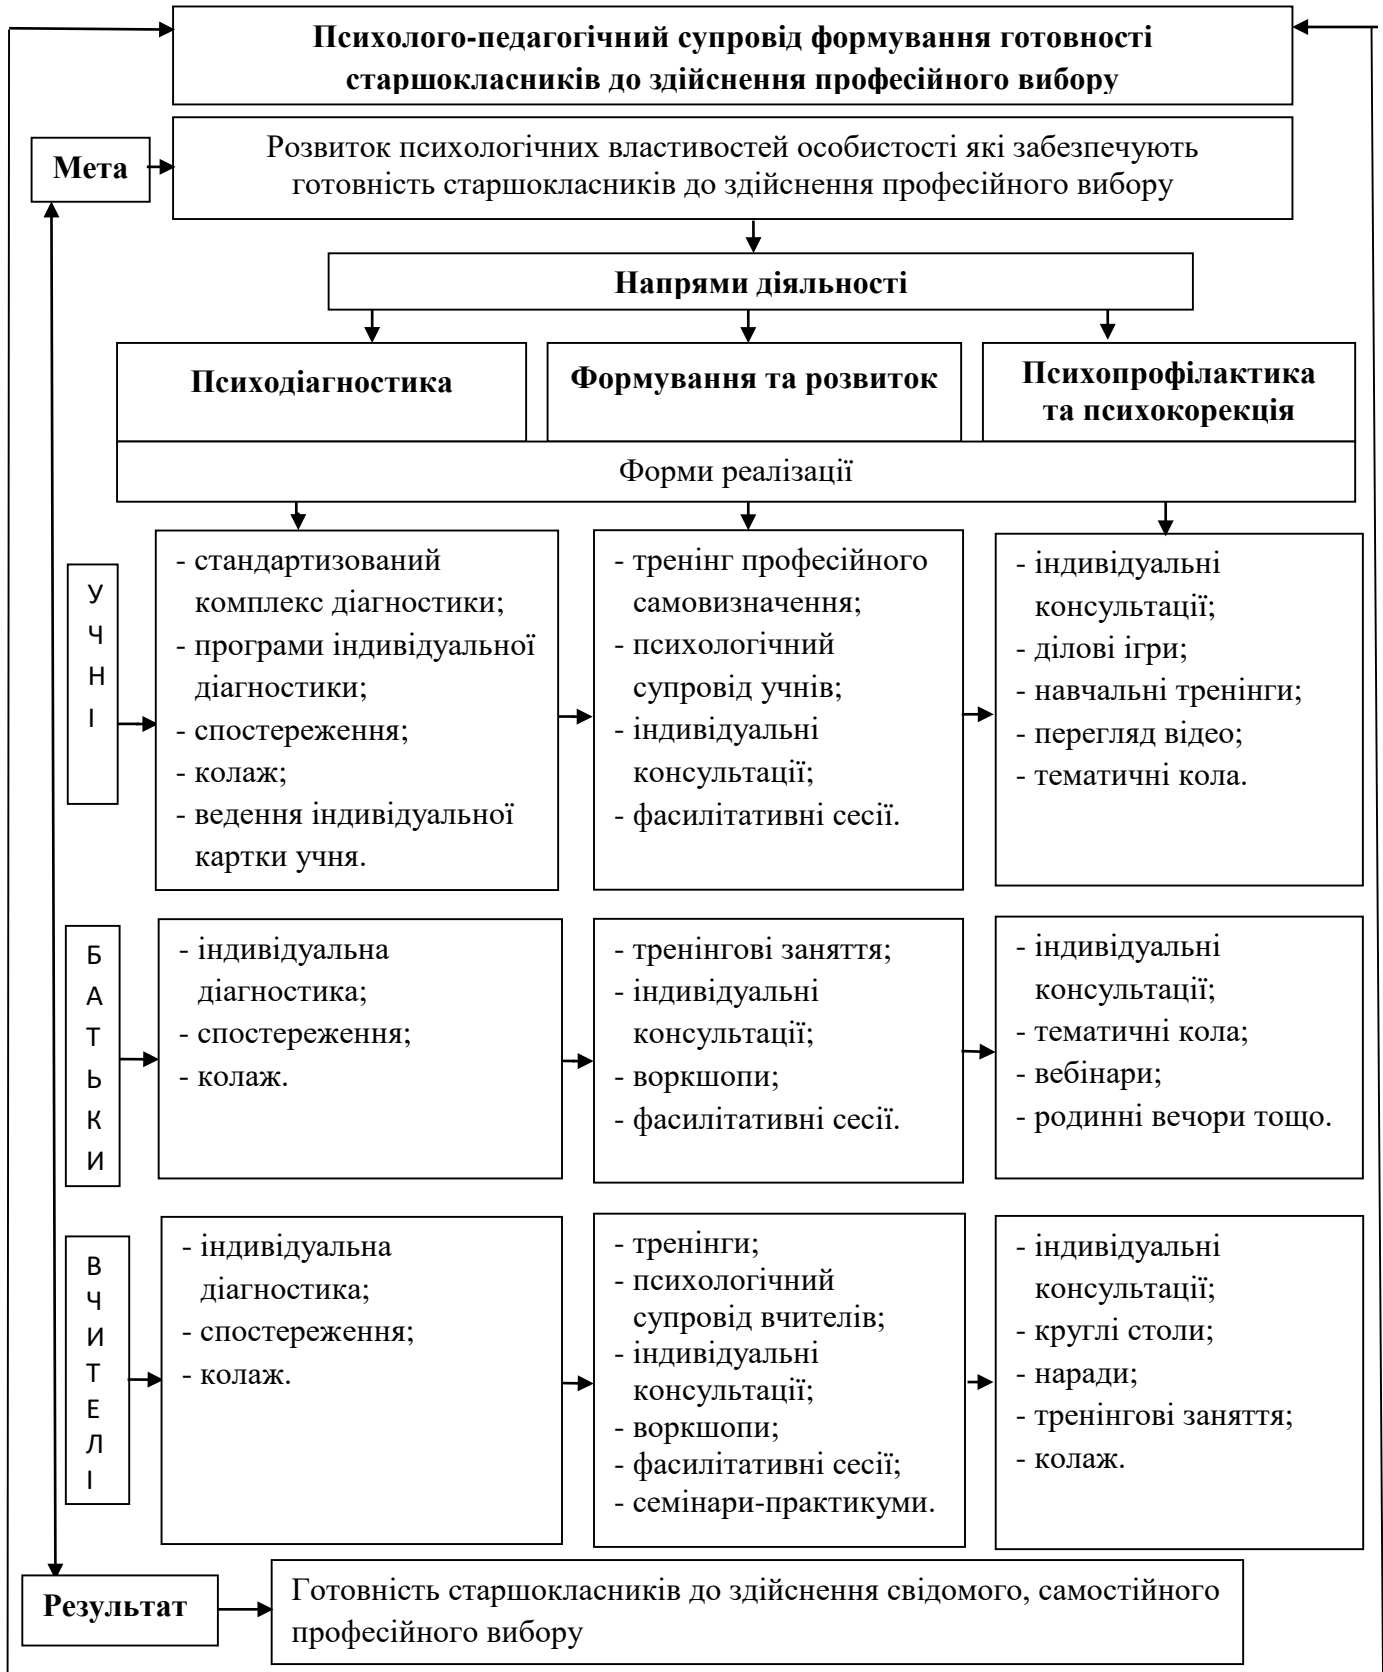 Психолого-педагогічний супровід формування готовності
старшокласників до здійснення професійного вибору
Мета
Розвиток психологічних властивостей особистості які забезпечують
готовність старшокласників до здійснення професійного вибору
Напрями діяльності
Психодіагностика
Формування та розвиток
Психопрофілактика
та психокорекція
Форми реалізації
У
Ч
Н
І
- стандартизований
комплекс діагностики;
- програми індивідуальної
діагностики;
- спостереження;
- колаж;
- ведення індивідуальної
картки учня.
- тренінг професійного
самовизначення;
- психологічний
супровід учнів;
- індивідуальні
консультації;
- фасилітативні сесії.
- індивідуальні
консультації;
- ділові ігри;
- навчальні тренінги;
- перегляд відео;
- тематичні кола.
Б
А
Т
Ь
К
И
- індивідуальна
діагностика;
- спостереження;
- колаж.
- тренінгові заняття;
- індивідуальні
консультації;
- воркшопи;
- фасилітативні сесії.
- індивідуальні
консультації;
- тематичні кола;
- вебінари;
- родинні вечори тощо.
В
Ч
И
Т
Е
Л
І
- індивідуальна
діагностика;
- спостереження;
- колаж.
- тренінги;
- психологічний
супровід вчителів;
- індивідуальні
консультації;
- воркшопи;
- фасилітативні сесії;
- семінари-практикуми.
- індивідуальні
консультації;
- круглі столи;
- наради;
- тренінгові заняття;
- колаж.
Результат
Готовність старшокласників до здійснення свідомого, самостійного
професійного вибору